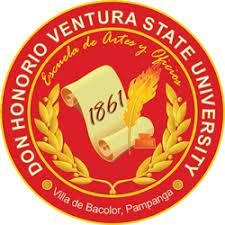 DON HONORIO VENTURA STATE UNIVERSITY
Escuela de Artes y Oficios
1861
Villa de Bacolor, Pampanga